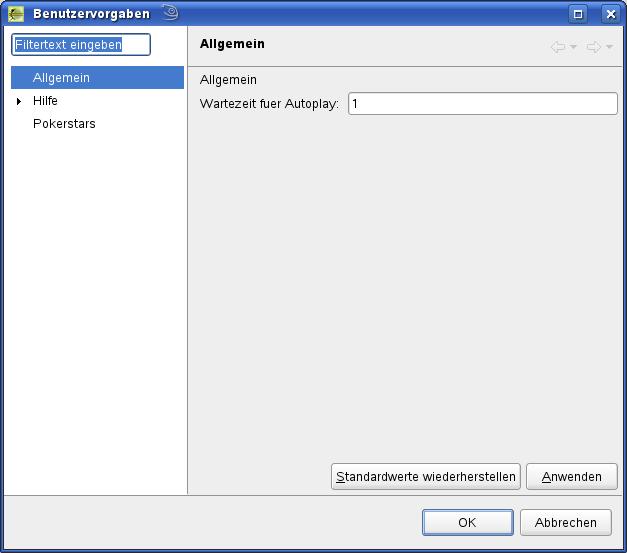 Benutzervorgaben
Filtertext eingeben
Allgemein
Hilfe
Pokerstars
Allgemein
Allgemein
Wartezeit fuer Autoplay: 1
Standardwerte wiederherstellen Anwenden
OK Abbrechen